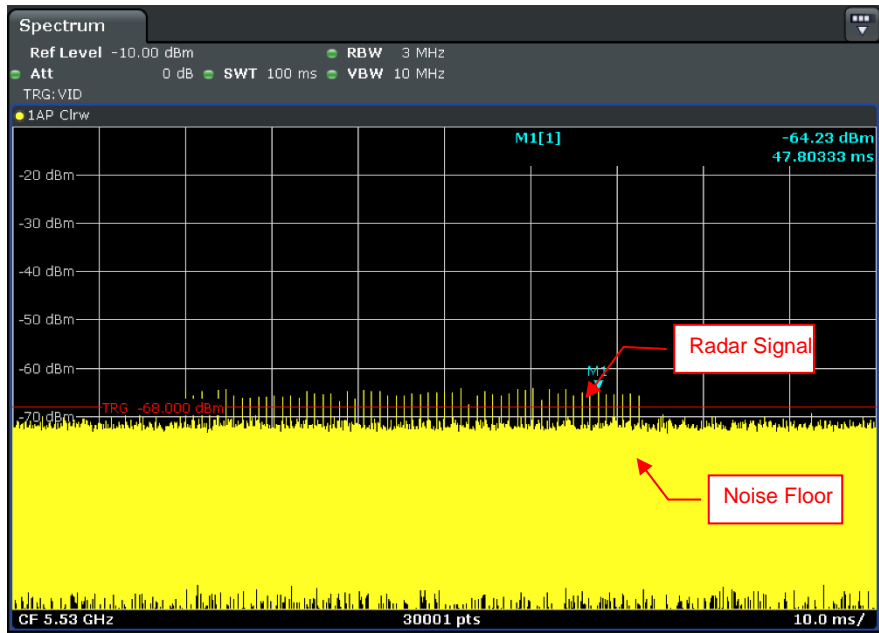 Spectrum
Ref Level -10.00 dBm RBW 3 MHz
Att 0 dB SWT 100 ms VBW 10 MHz
TRG:VID
1AP Clrw
M1[1] -64.23 dBm
47.80333 ms
-20 dBm
-30 dBm
-40 dBm
-50 dBm
Radar Signal
-60 dBm
M1
TRG -68.000 dBm
-70 dBm
Noise Floor
CF 5.53 GHz 30001 pts 10.0 ms/